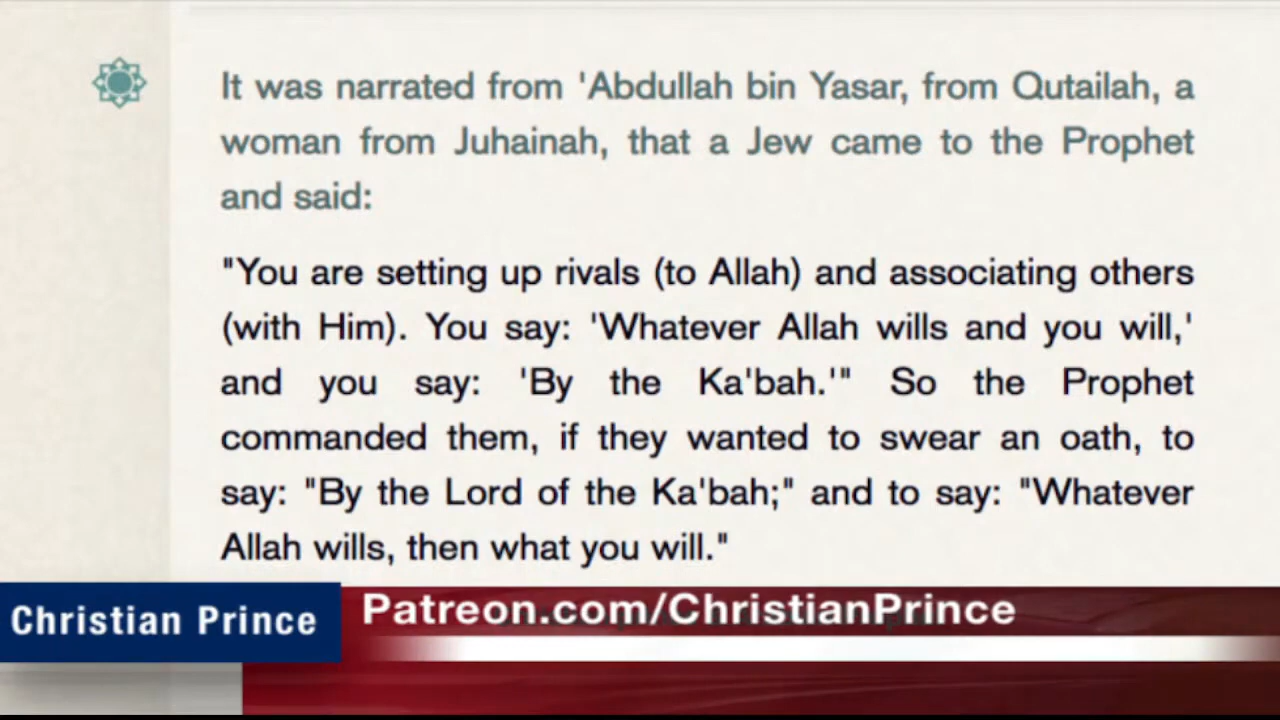 It was narrated from 'Abdullah bin Yasar, from Qutailah, a
woman from Juhainah, that a Jew came to the Prophet
and said:
"You are setting up rivals (to Allah) and associating others
(with Him). You say: 'Whatever Allah wills and you will,'
and you say: 'By the Ka'bah.'" So the Prophet
commanded them, if they wanted to swear an oath, to
say: "By the Lord of the Ka'bah;" and to say: "Whatever
Allah wills, then what you will."
Christian Prince
Patreon.com/ChristianPrince